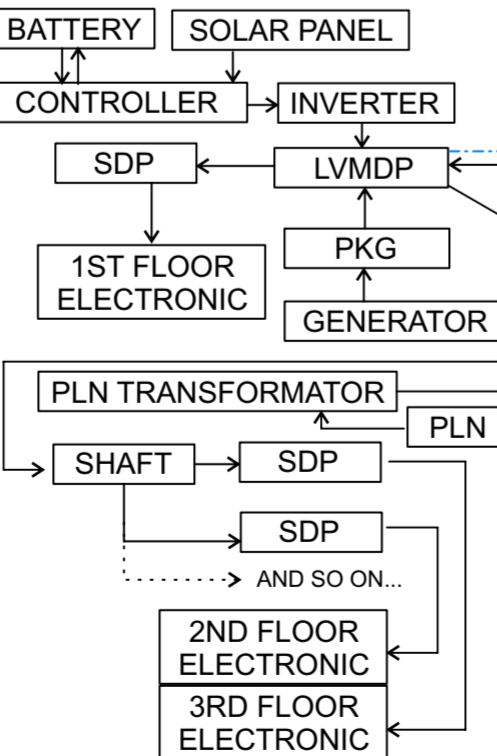 BATTERY
SOLAR PANEL
CONTROLLER
INVERTER
SDP
LVMDP
1ST FLOOR
ELECTRONIC
PKG
GENERATOR
PLN TRANSFORMATOR
PLN
SHAFT
SDP
SDP
AND SO ON...
2ND FLOOR
ELECTRONIC
3RD FLOOR
ELECTRONIC